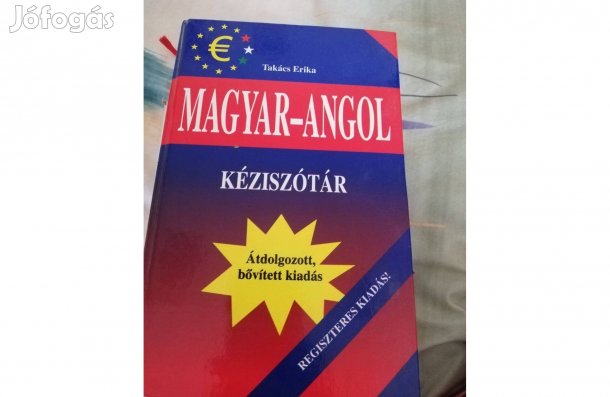 Jófogás
€
Takács Erika
MAGYAR-ANGOL
KÉZISZÓTÁR
Átdolgozott,
bővített kiadás
REGISZTERES KIADÁS!